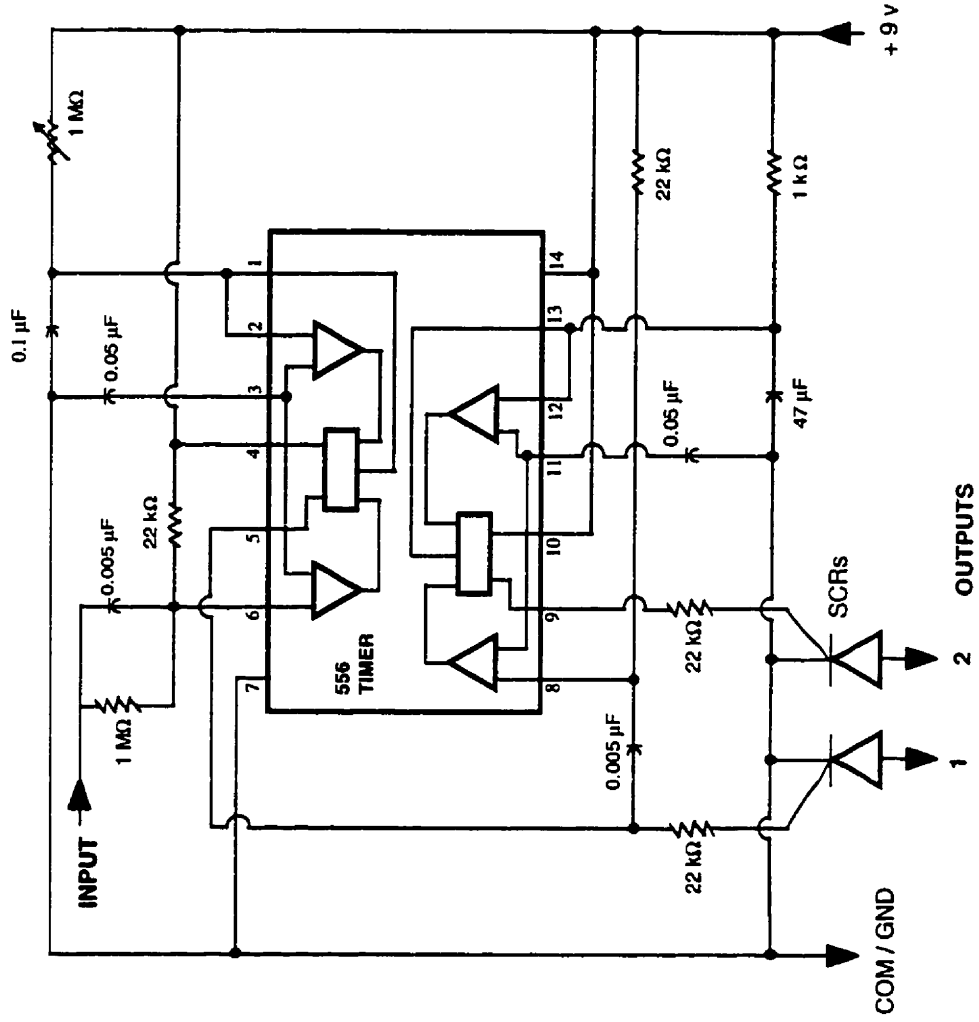 0.1 µF
1 MΩ
0.05 µF
0.005 µF
22 kΩ
1 MΩ
INPUT
7
6
5
4
3
2
1
556
TIMER
8
9
10
11
12
13
14
0.005 µF
22 kΩ
22 kΩ
0.05 µF
22 kΩ
47 µF
1 kΩ
SCRs
COM / GND
1
2
OUTPUTS
+ 9 v